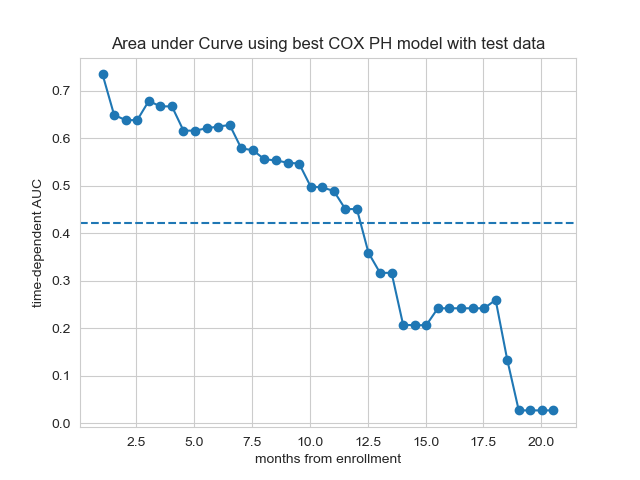 Area under Curve using best COX PH model with test data
time-dependent AUC
0.7
0.6
0.5
0.4
0.3
0.2
0.1
0.0
2.5 5.0 7.5 10.0 12.5 15.0 17.5 20.0
months from enrollment